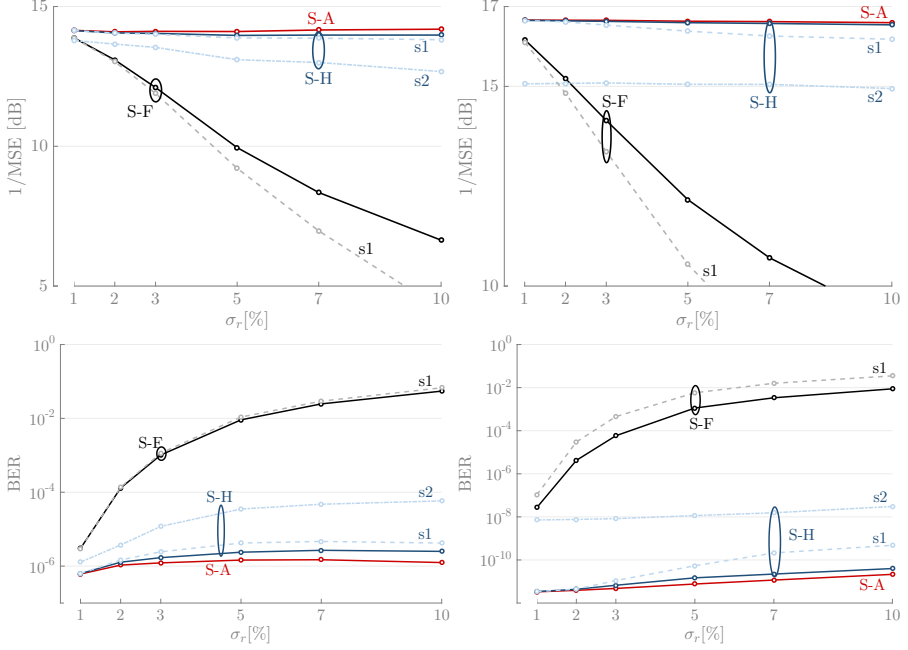 15
10
5
1/MSE [dB]
S-A
s1
S-H
s2
S-F
s1
1 2 3 5 7 10
σr[%]
17
15
10
1/MSE [dB]
S-A
s1
S-H
s2
S-F
s1
1 2 3 5 7 10
σr[%]
10^0
10^-2
10^-4
10^-6
BER
s1
S-F
S-H
s2
s1
S-A
1 2 3 5 7 10
σr[%]
10^0
10^-2
10^-4
10^-6
10^-8
10^-10
BER
s1
S-F
s2
S-H
s1
S-A
1 2 3 5 7 10
σr[%]